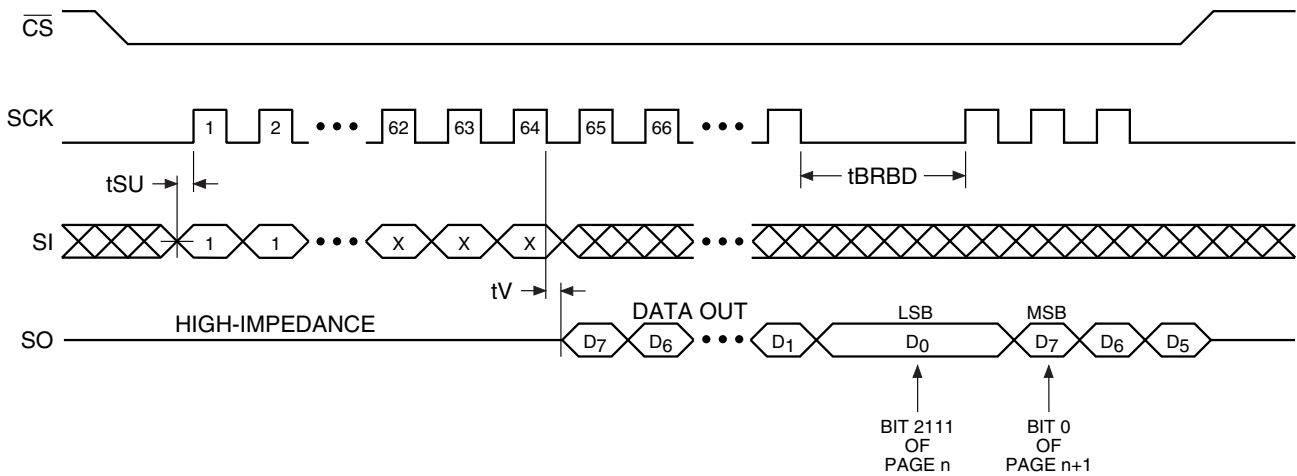 CS
SCK
1 2 ••• 62 63 64 65 66 •••
tSU
tBRBD
SI
1 1 ••• X X X •••
tV
HIGH-IMPEDANCE
DATA OUT
LSB
MSB
SO
D7 D6 ••• D1 D0 D7 D6 D5
BIT 2111
OF
PAGE n
BIT 0
OF
PAGE n+1